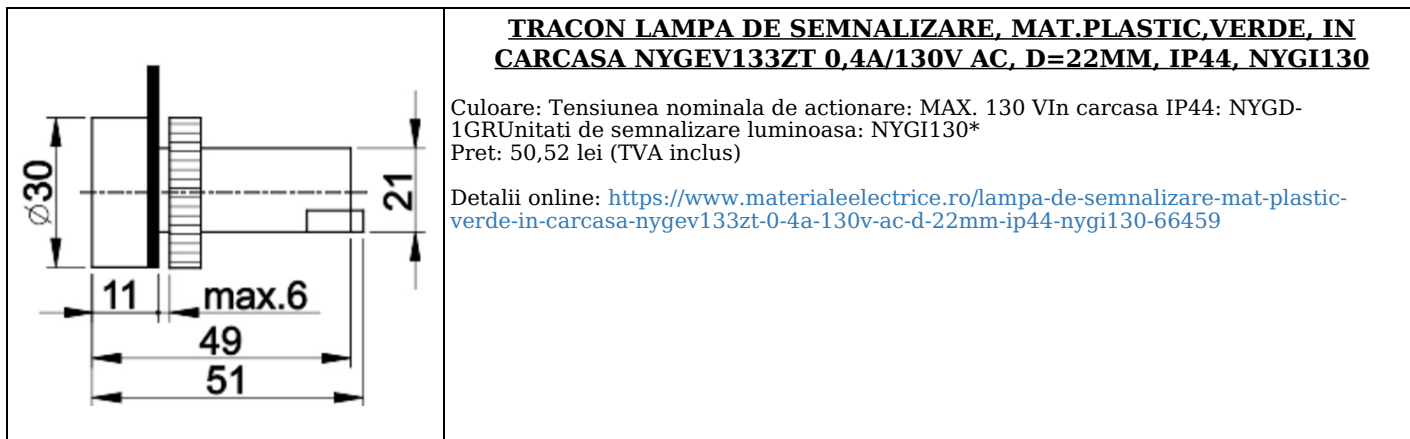 TRACON LAMPA DE SEMNALIZARE, MAT.PLASTIC,VERDE, IN
CARCASA NYGEV133ZT 0,4A/130V AC, D=22MM, IP44, NYGI130
Culoare: Tensiunea nominala de actionare: MAX. 130 VIn carcasa IP44: NYGD-
1GRUnitati de semnalizare luminoasa: NYGI130*
Pret: 50,52 lei (TVA inclus)
Detalii online: https://www.materialeelectrice.ro/lampa-de-semnalizare-mat-plastic-
verde-in-carcasa-nygev133zt-0-4a-130v-ac-d-22mm-ip44-nygi130-66459
⌀30
21
11
max.6
49
51